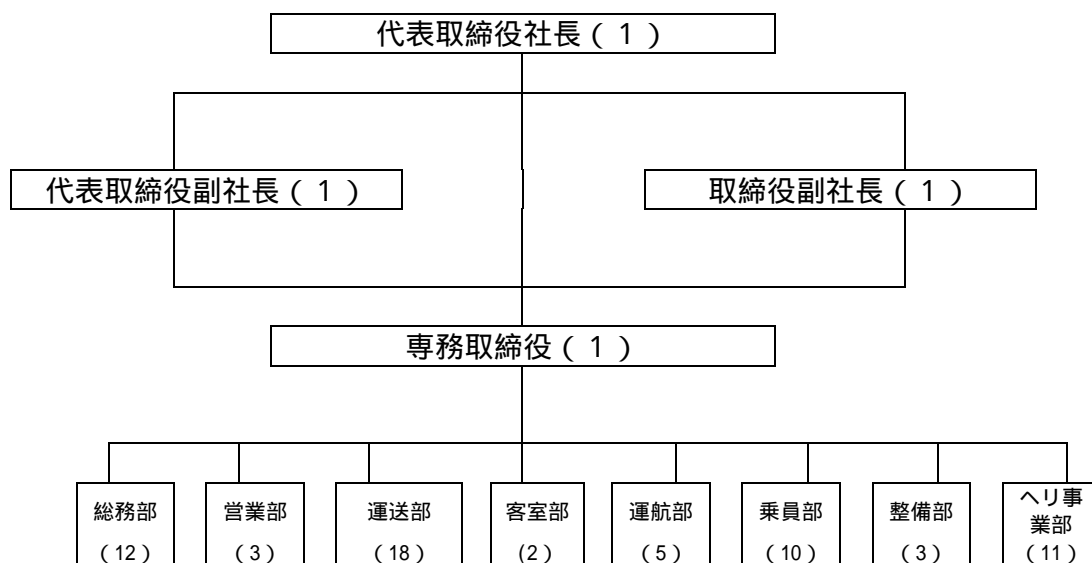 代表取締役社長（１）
代表取締役副社長（１）
取締役副社長（１）
専務取締役（１）
総務部
（12）
営業部
（3）
運送部
（18）
客室部
(2)
運航部
（5）
乗員部
（10）
整備部
（3）
ヘリ事
業部
（11）